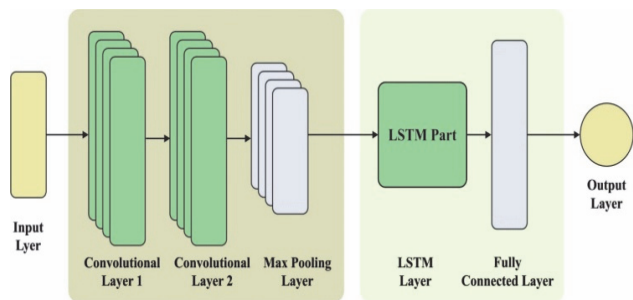 LSTM Part
Input
Lyer
Convolutional
Layer 1
Convolutional
Layer 2
Max Pooling
Layer
LSTM
Layer
Fully
Connected Layer
Output
Layer